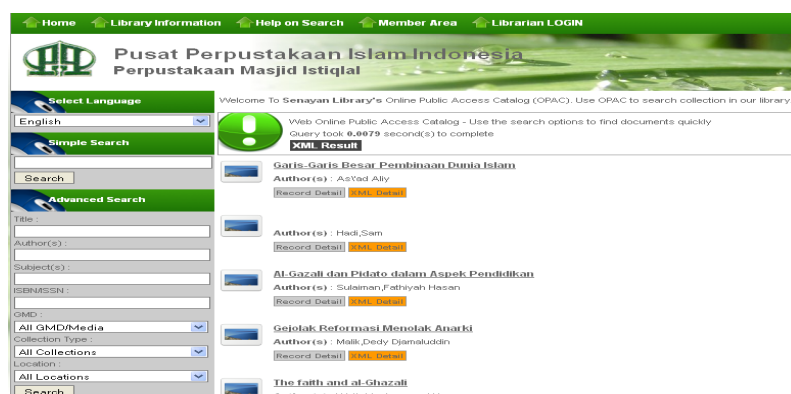 Home Library Information Help on Search Member Area Librarian LOGIN
Pusat Perpustakaan Islam Indonesia
Perpustakaan Masjid Istiqlal
Select Language
English
Simple Search
Search
Advanced Search
Title :
Author(s) :
Subject(s) :
ISBN/ISSN :
GMD :
All GMD/Media
Collection Type :
All Collections
Location :
All Locations
Search
Welcome To Senayan Library's Online Public Access Catalog (OPAC). Use OPAC to search collection in our library
Web Online Public Access Catalog - Use the search options to find documents quickly
Query took 0.0079 second(s) to complete
XML Result
Garis-Garis Besar Pembinaan Dunia Islam
Author(s) : As\'ad Aliy
Record Detail XML Detail
Author(s) : Hadi,Sam
Record Detail XML Detail
Al-Gazali dan Pidato dalam Aspek Pendidikan
Author(s) : Sulaiman,Fathiyah Hasan
Record Detail XML Detail
Gejolak Reformasi Menolak Anarki
Author(s) : Malik,Dedy Djamaluddin
Record Detail XML Detail
The faith and al-Ghazali